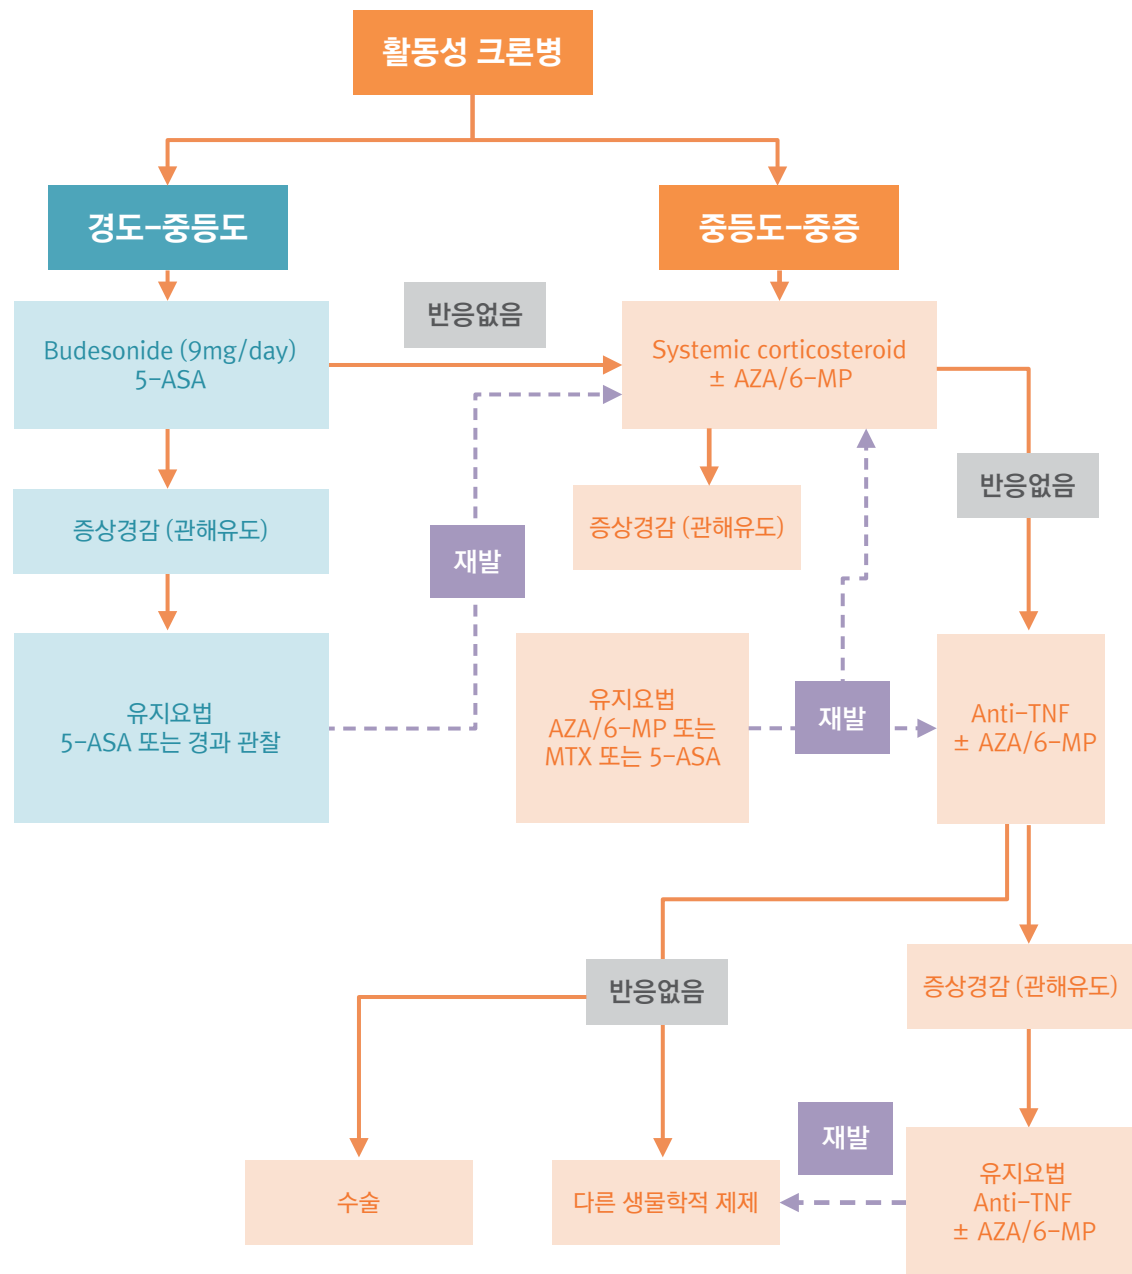 활동성 크론병
경도-중등도
중등도-중증
반응없음
Budesonide (9mg/day)
5-ASA
Systemic corticosteroid
± AZA/6-MP
반응없음
증상경감 (관해유도)
증상경감 (관해유도)
재발
유지요법
5-ASA 또는 경과 관찰
유지요법
AZA/6-MP 또는
MTX 또는 5-ASA
재발
Anti-TNF
± AZA/6-MP
반응없음
증상경감 (관해유도)
재발
수술
다른 생물학적 제제
유지요법
Anti-TNF
± AZA/6-MP